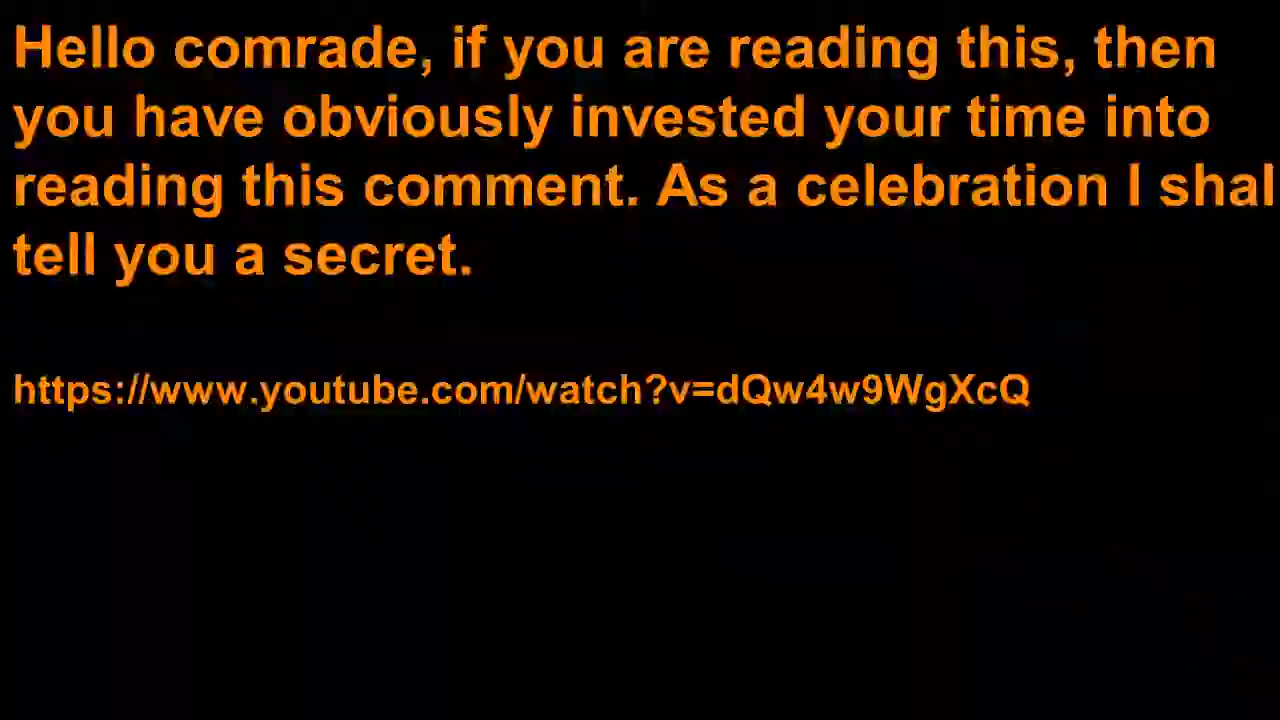 Hello comrade, if you are reading this, then
you have obviously invested your time into
reading this comment. As a celebration I shal
tell you a secret.
https://www.youtube.com/watch?v=dQw4w9WgXcQ